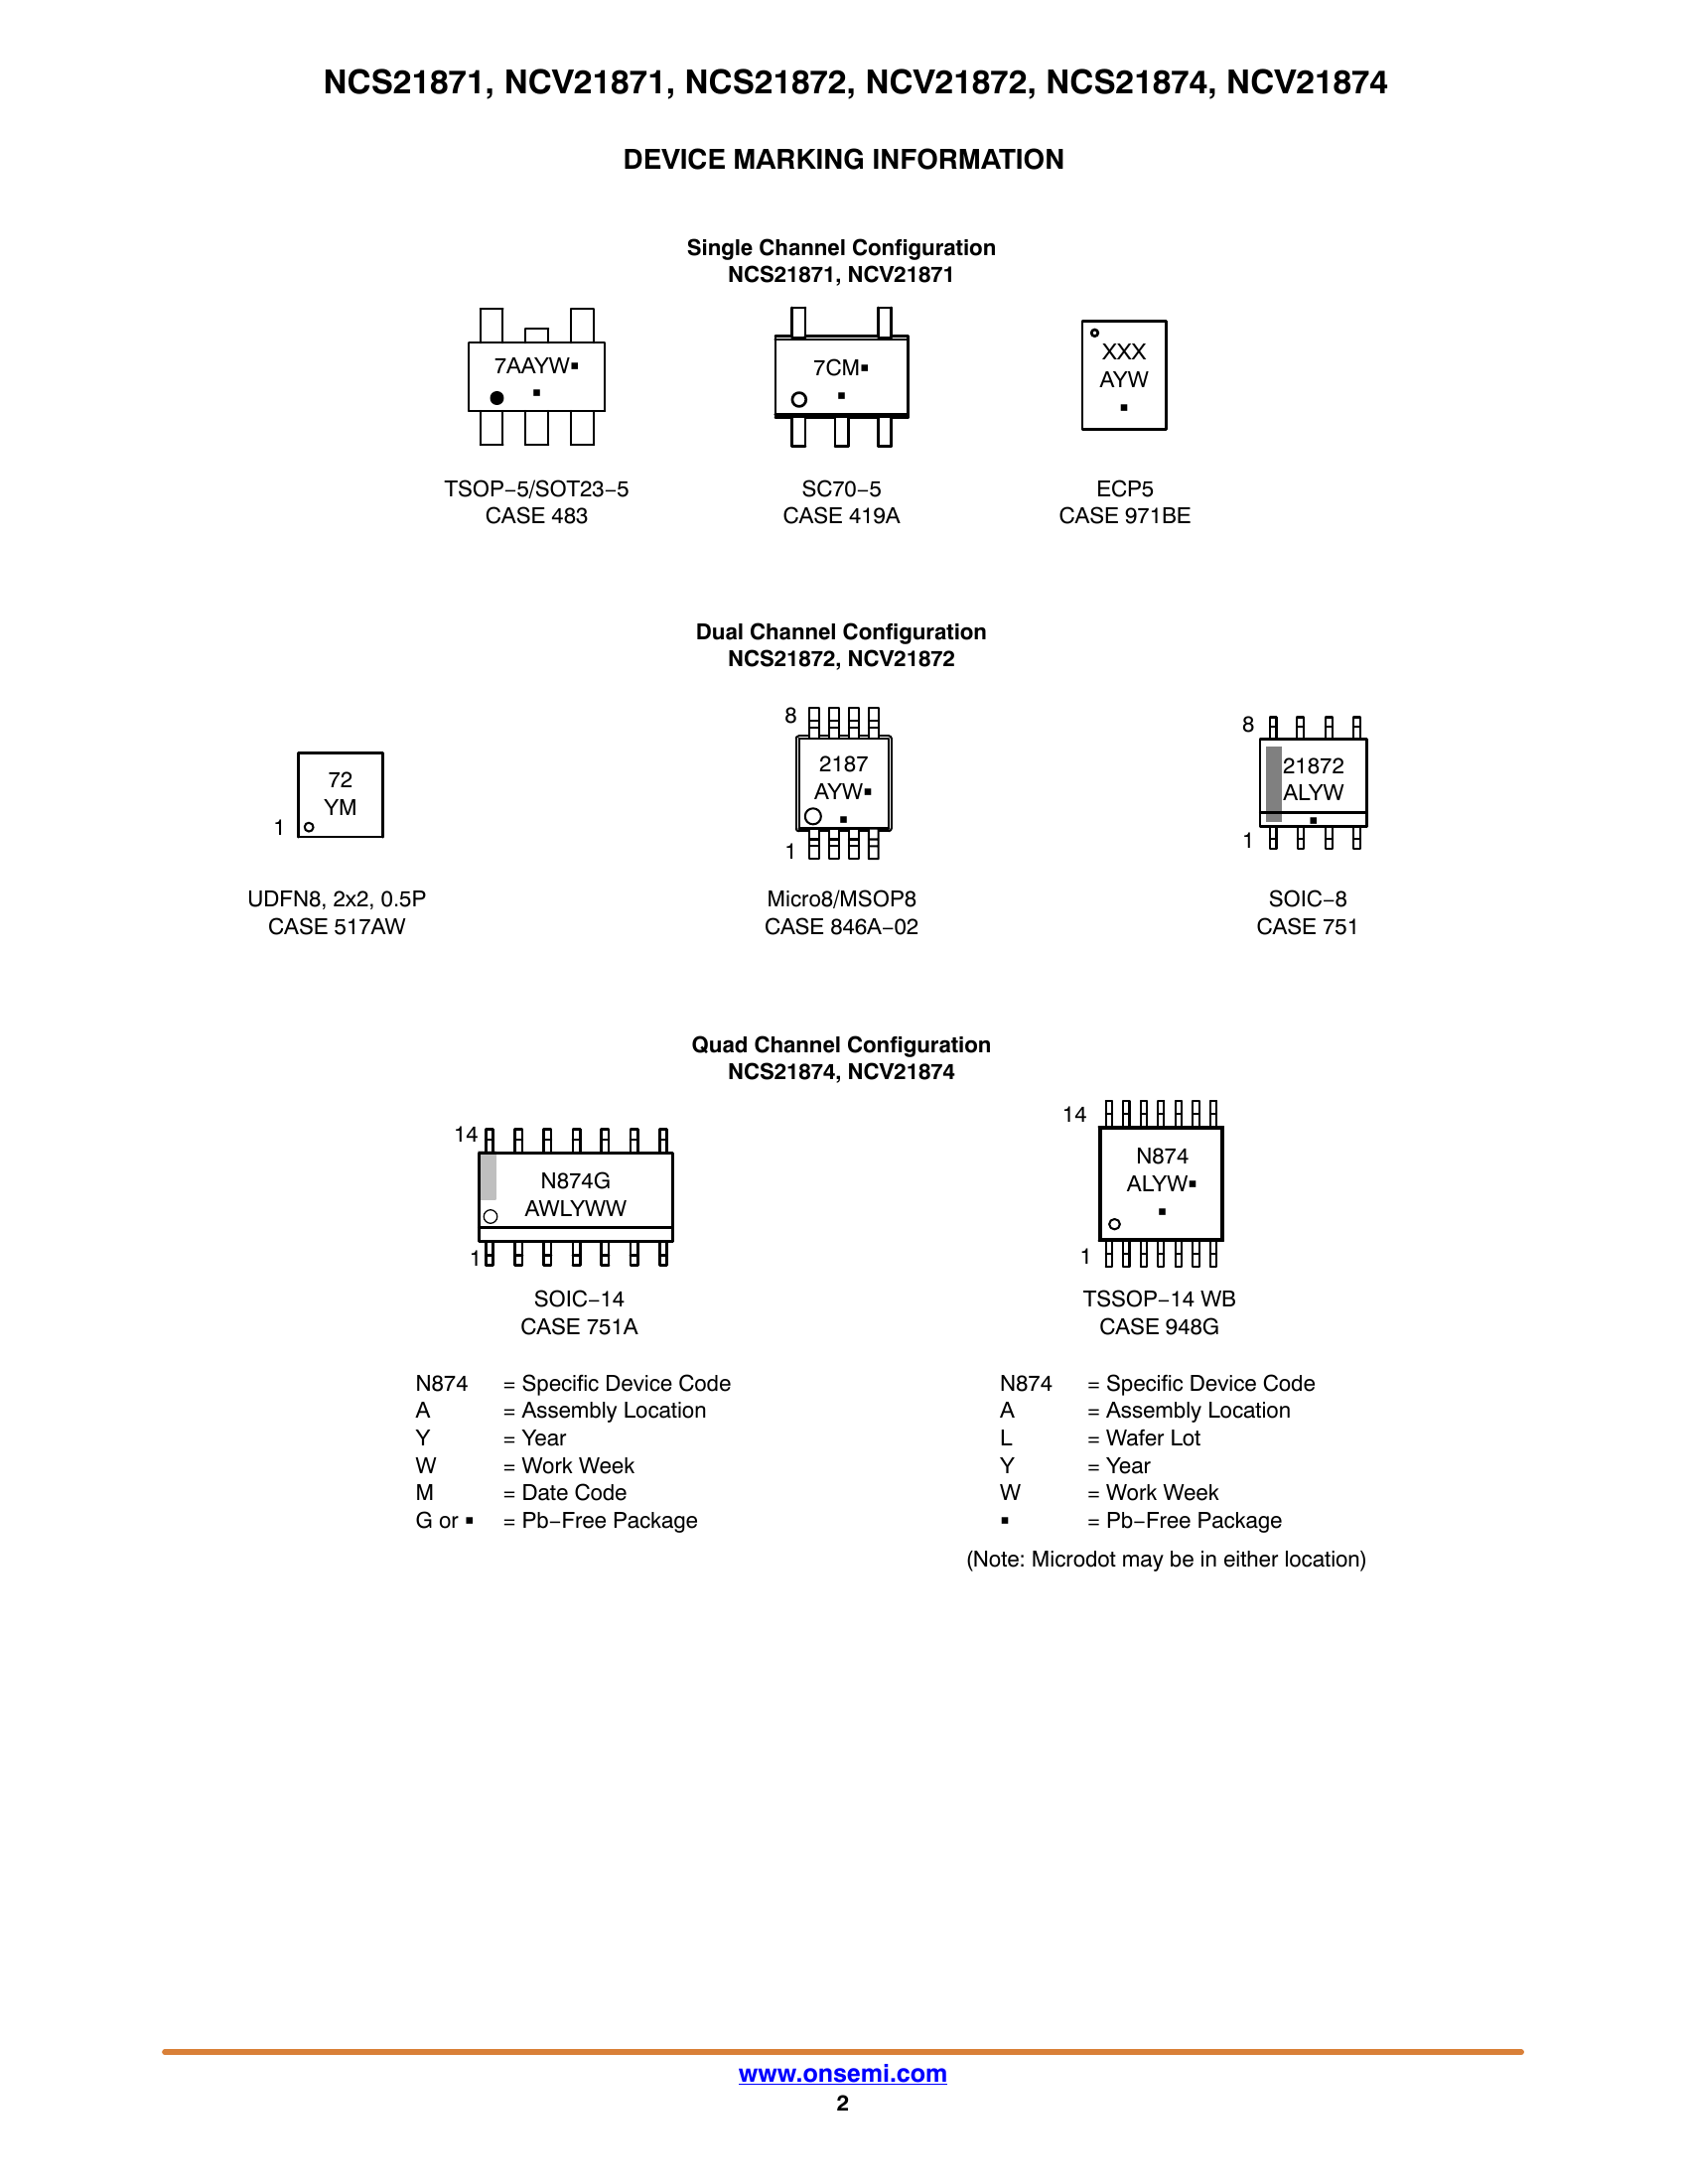 NCS21871, NCV21871, NCS21872, NCV21872, NCS21874, NCV21874
DEVICE MARKING INFORMATION
Single Channel Configuration
NCS21871, NCV21871
7AAYW▪
▪
TSOP−5/SOT23−5
CASE 483
7CM▪
▪
SC70−5
CASE 419A
XXX
AYW
▪
ECP5
CASE 971BE
Dual Channel Configuration
NCS21872, NCV21872
72
YM
1
UDFN8, 2x2, 0.5P
CASE 517AW
8
2187
AYW▪
▪
1
Micro8/MSOP8
CASE 846A−02
8
21872
ALYW
▪
1
SOIC−8
CASE 751
Quad Channel Configuration
NCS21874, NCV21874
14
N874G
AWLYWW
1
SOIC−14
CASE 751A
14
N874
ALYW▪
▪
1
TSSOP−14 WB
CASE 948G
N874 = Specific Device Code
A = Assembly Location
Y = Year
W = Work Week
M = Date Code
G or ▪ = Pb−Free Package
N874 = Specific Device Code
A = Assembly Location
L = Wafer Lot
Y = Year
W = Work Week
▪ = Pb−Free Package
(Note: Microdot may be in either location)
www.onsemi.com
2